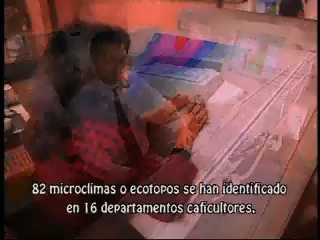 82 microclimas o ecotopos se han identificado
en 16 departamentos caficultores.